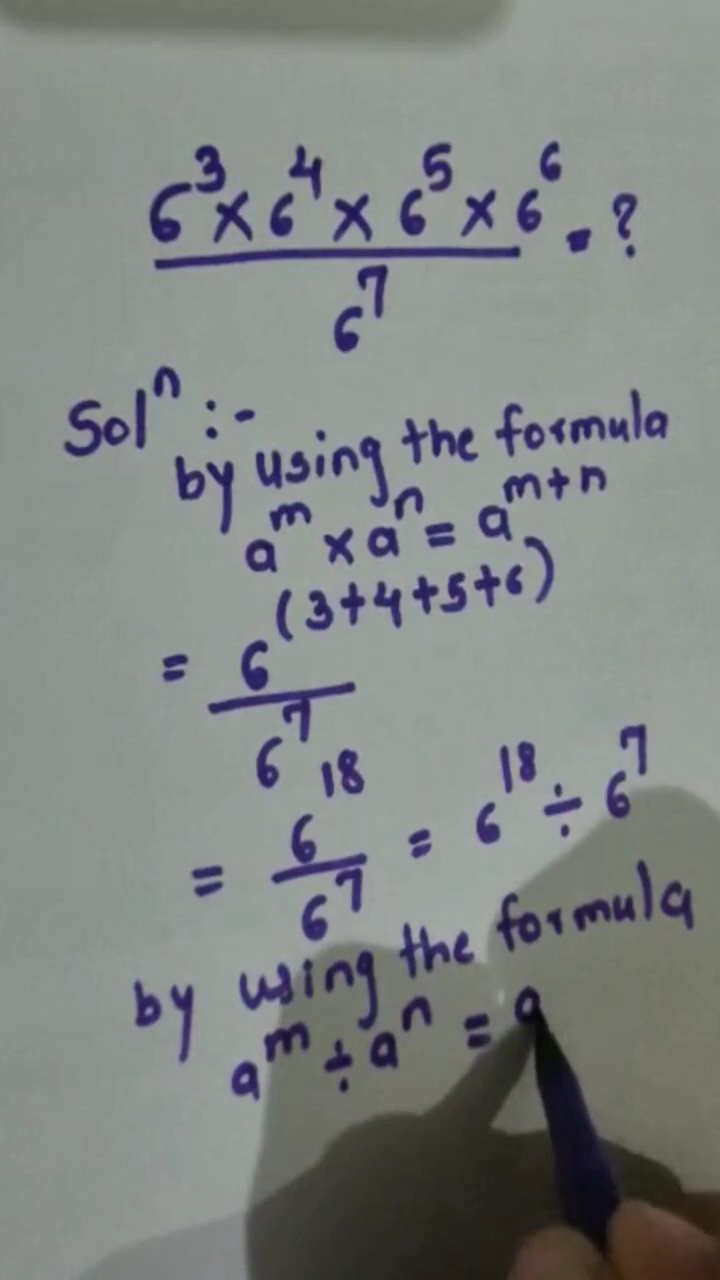 6³ × 6⁴ × 6⁵ × 6⁶ = ?
6⁷
Solⁿ :-
by using the formula
aᵐ × aⁿ = aᵐ⁺ⁿ
= 6⁽³⁺⁴⁺⁵⁺⁶⁾
6⁷
= 6¹⁸ / 6⁷ = 6¹⁸ ÷ 6⁷
by using the formula
aᵐ ÷ aⁿ = a